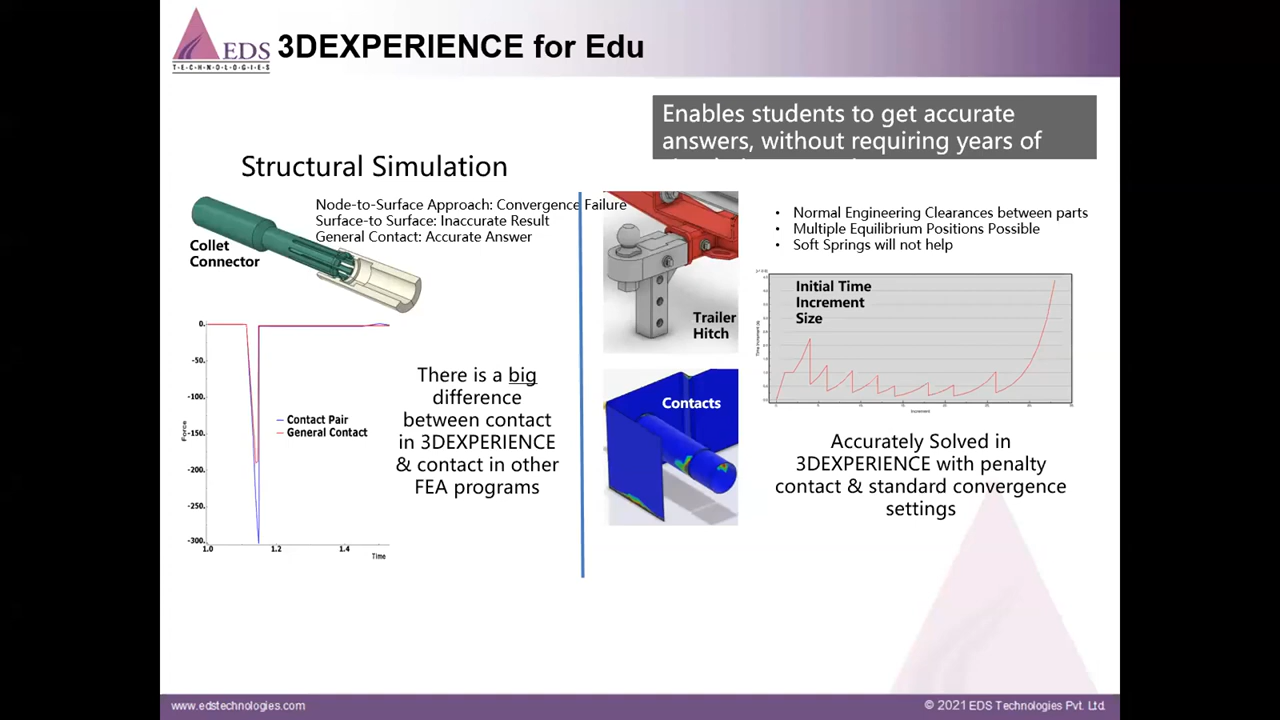 EDS
T·E·C·H·N·O·L·O·G·I·E·S
3DEXPERIENCE for Edu
Enables students to get accurate
answers, without requiring years of
Structural Simulation
Node-to-Surface Approach: Convergence Failure
Surface-to Surface: Inaccurate Result
General Contact: Accurate Answer
Collet
Connector
0.
-50.
-100.
-150.
-200.
-250.
-300.
Force
1.0
1.2
1.4
Time
Contact Pair
General Contact
There is a big
difference
between contact
in 3DEXPERIENCE
& contact in other
FEA programs
Trailer
Hitch
Contacts
• Normal Engineering Clearances between parts
• Multiple Equilibrium Positions Possible
• Soft Springs will not help
Initial Time
Increment
Size
Increment
Accurately Solved in
3DEXPERIENCE with penalty
contact & standard convergence
settings
www.edstechnologies.com
© 2021 EDS Technologies Pvt. Ltd.